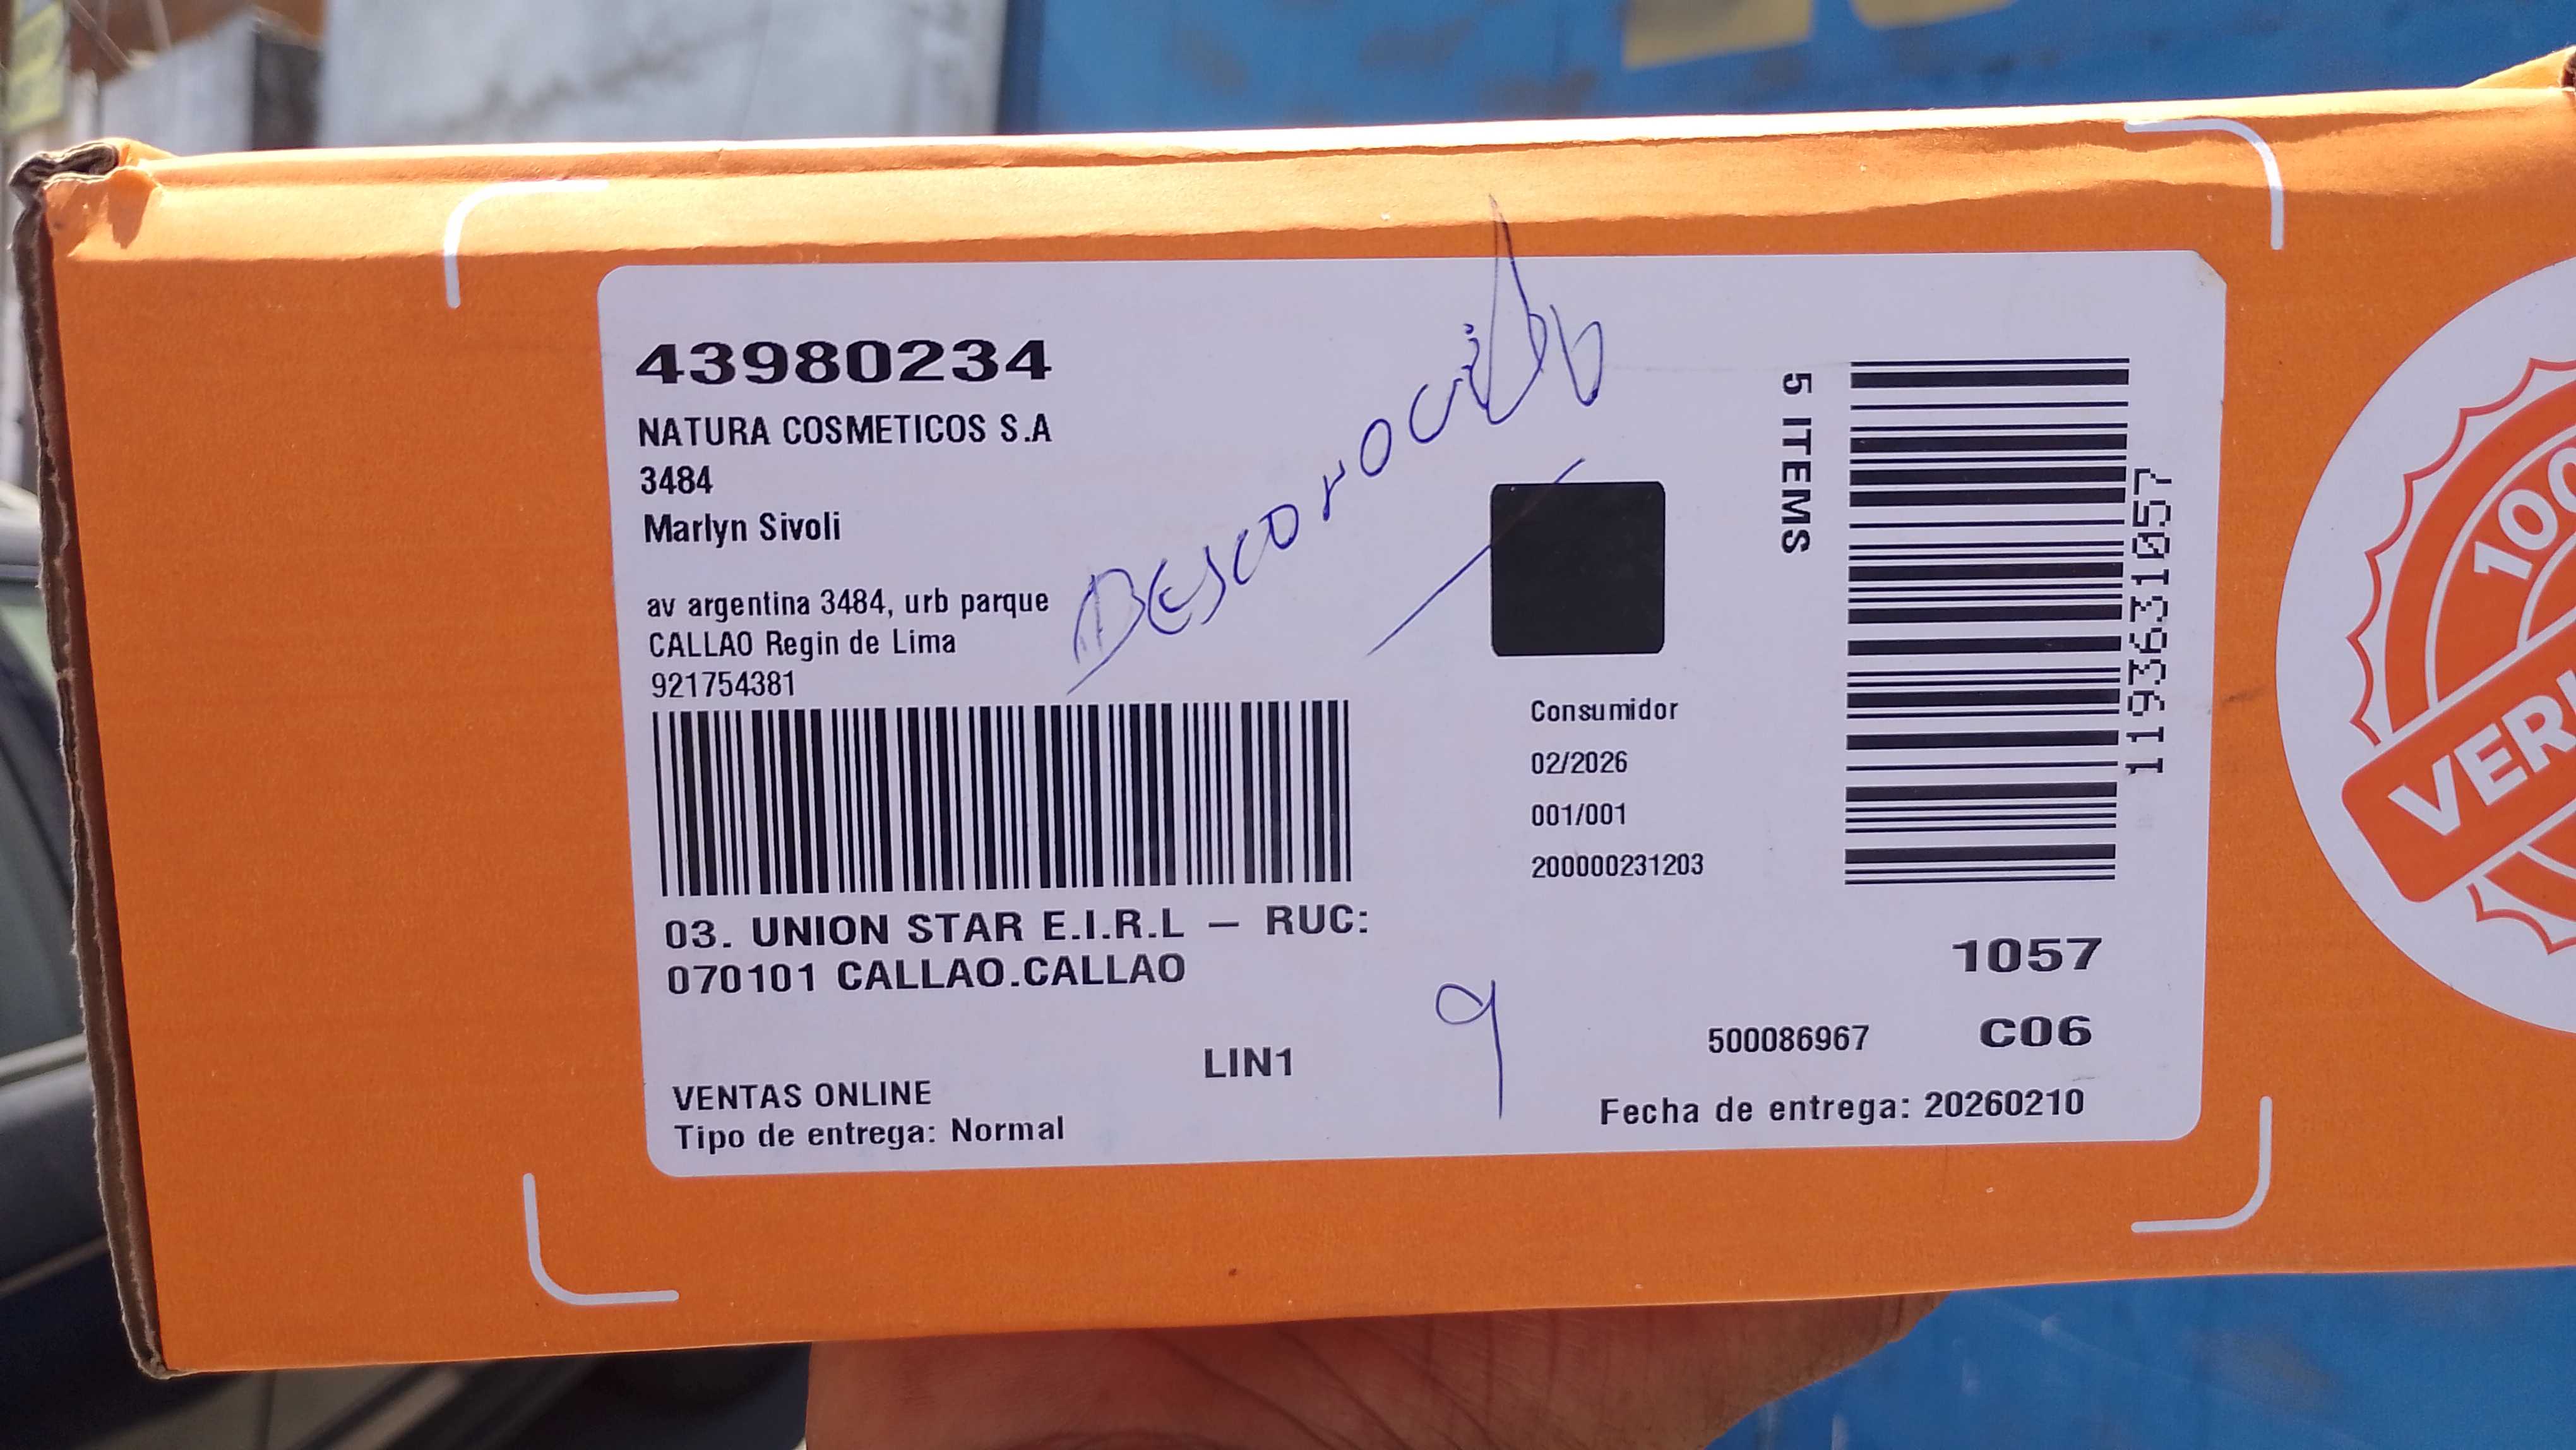 43980234
NATURA COSMETICOS S.A
3484
Marlyn Sivoli
av argentina 3484, urb parque
CALLAO Regin de Lima
921754381
DESCONOCIDO
5 ITEMS
1193631057
Consumidor
02/2026
001/001
200000231203
03. UNION STAR E.I.R.L – RUC:
070101 CALLAO.CALLAO
1057
LIN1
9
500086967
C06
VENTAS ONLINE
Tipo de entrega: Normal
Fecha de entrega: 20260210
100